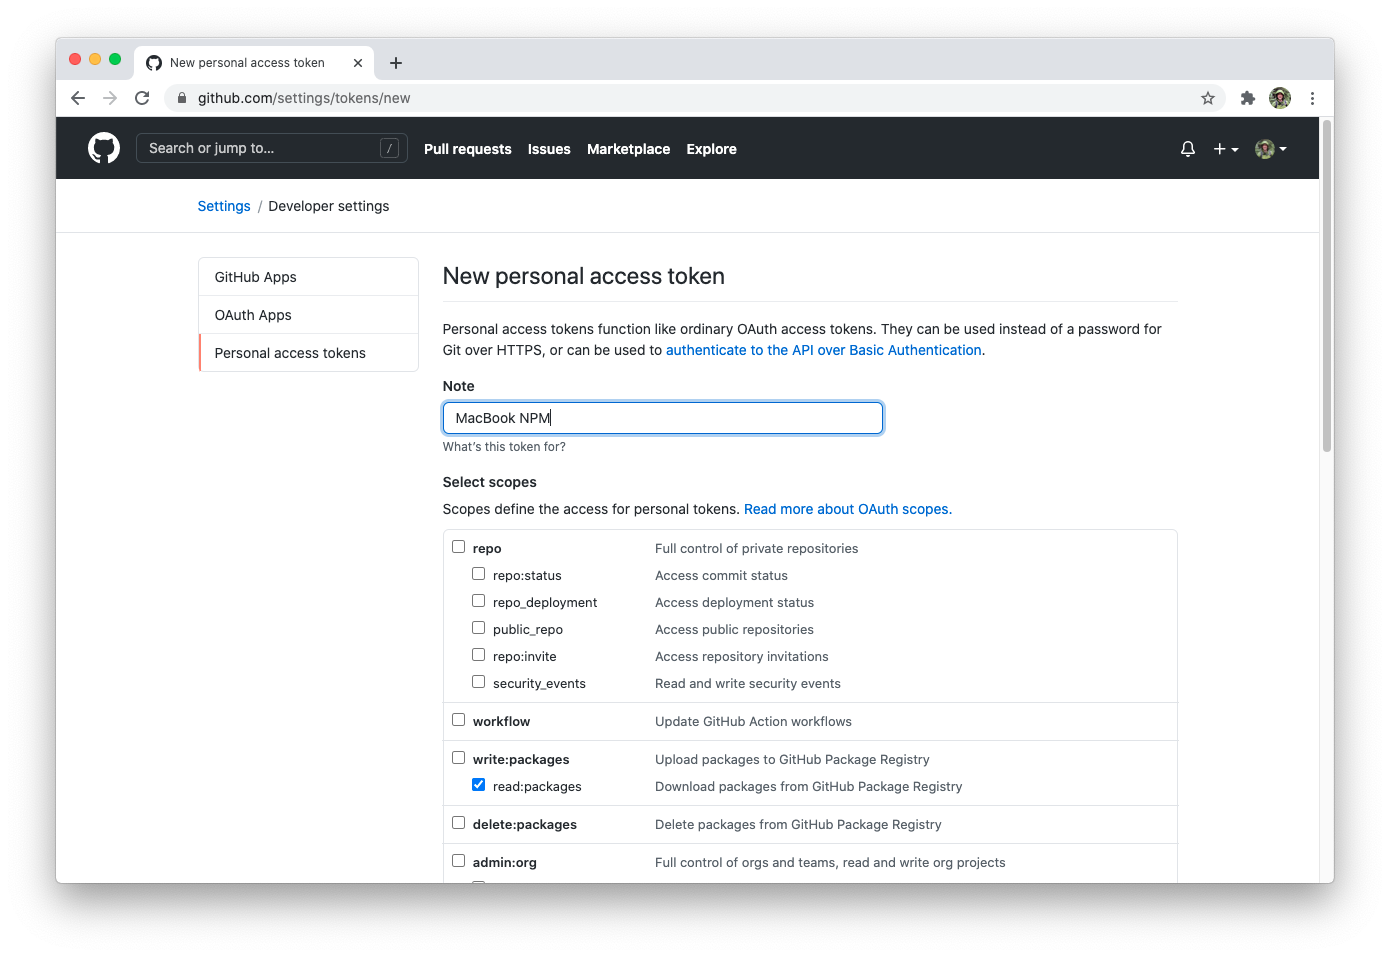 New personal access token
github.com/settings/tokens/new
Search or jump to...
/
Pull requests
Issues
Marketplace
Explore
Settings / Developer settings
GitHub Apps
OAuth Apps
Personal access tokens
New personal access token
Personal access tokens function like ordinary OAuth access tokens. They can be used instead of a password for
Git over HTTPS, or can be used to authenticate to the API over Basic Authentication.
Note
MacBook NPM
What's this token for?
Select scopes
Scopes define the access for personal tokens. Read more about OAuth scopes.
repo Full control of private repositories
repo:status Access commit status
repo_deployment Access deployment status
public_repo Access public repositories
repo:invite Access repository invitations
security_events Read and write security events
workflow Update GitHub Action workflows
write:packages Upload packages to GitHub Package Registry
read:packages Download packages from GitHub Package Registry
delete:packages Delete packages from GitHub Package Registry
admin:org Full control of orgs and teams, read and write org projects